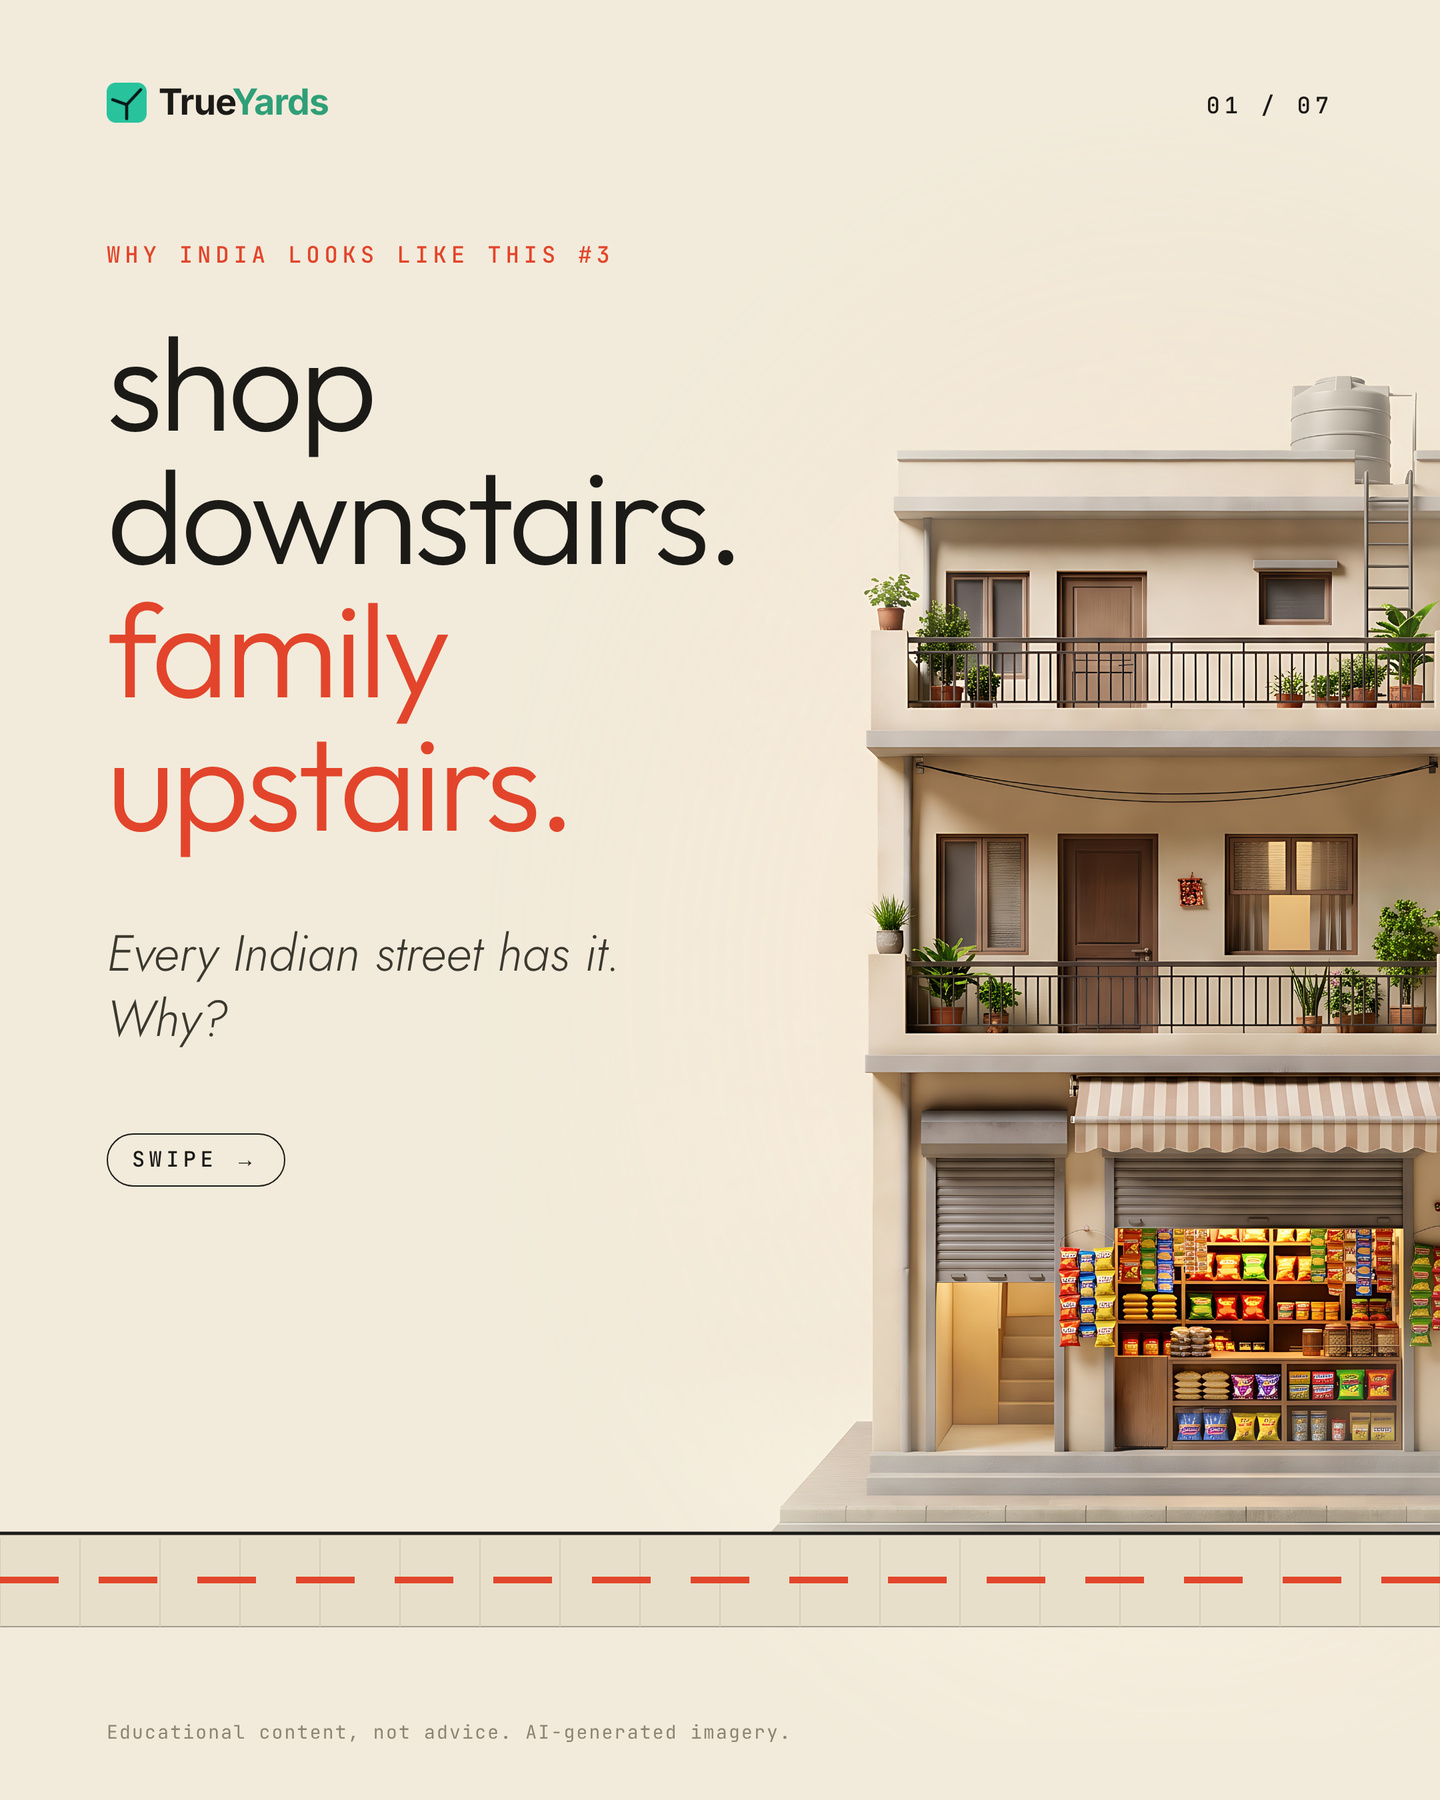 TrueYards
01 / 07
WHY INDIA LOOKS LIKE THIS #3
shop
downstairs.
family
upstairs.
Every Indian street has it.
Why?
SWIPE →
Educational content, not advice. AI-generated imagery.